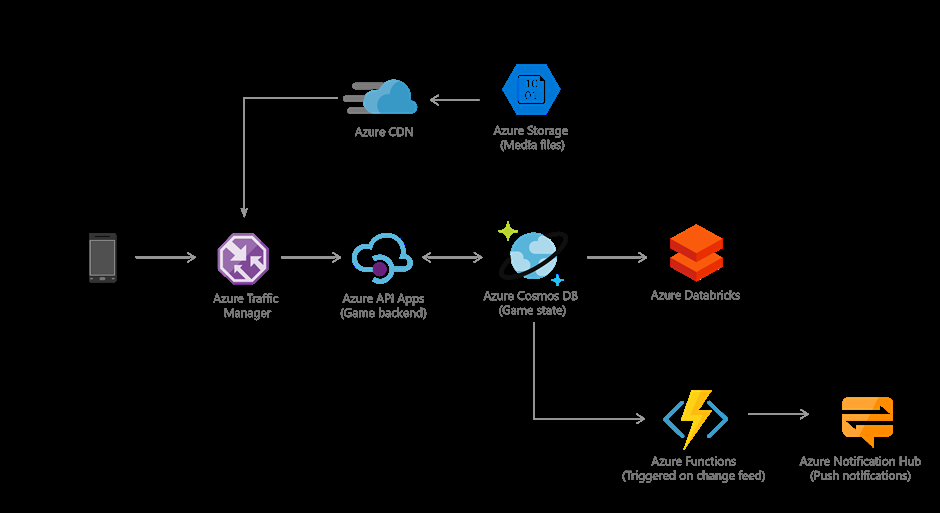 Azure CDN
Azure Storage
(Media files)
Azure Traffic
Manager
Azure API Apps
(Game backend)
Azure Cosmos DB
(Game state)
Azure Databricks
Azure Functions
(Triggered on change feed)
Azure Notification Hub
(Push notifications)